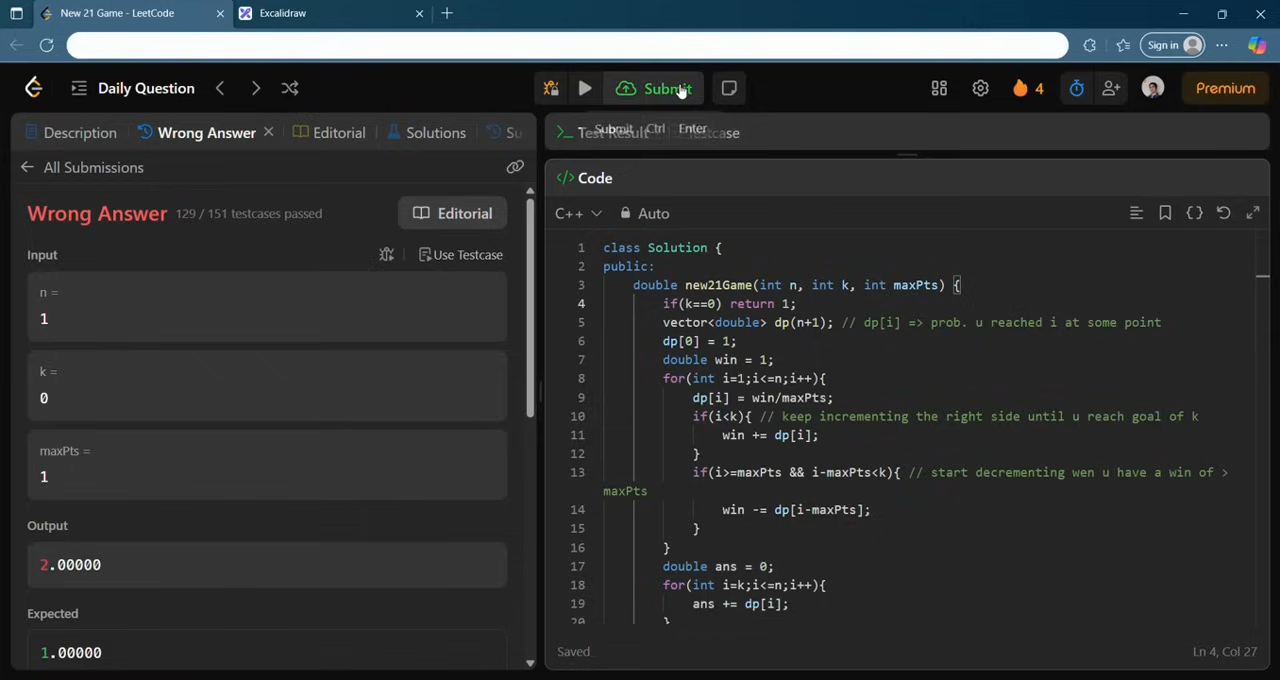 New 21 Game - LeetCode
Excalidraw
Sign in
Daily Question
Submit
4
Premium
Description
Wrong Answer
Editorial
Solutions
Su
Submit Ctrl Enter
Test Result
Testcase
All Submissions
Code
Wrong Answer 129 / 151 testcases passed
Editorial
C++
Auto
Input
Use Testcase
n =
1
k =
0
maxPts =
1
Output
2.00000
Expected
1.00000
1 class Solution {
2 public:
3 double new21Game(int n, int k, int maxPts) {
4 if(k==0) return 1;
5 vector<double> dp(n+1); // dp[i] => prob. u reached i at some point
6 dp[0] = 1;
7 double win = 1;
8 for(int i=1;i<=n;i++){
9 dp[i] = win/maxPts;
10 if(i<k){ // keep incrementing the right side until u reach goal of k
11 win += dp[i];
12 }
13 if(i>=maxPts && i-maxPts<k){ // start decrementing wen u have a win of >
maxPts
14 win -= dp[i-maxPts];
15 }
16 }
17 double ans = 0;
18 for(int i=k;i<=n;i++){
19 ans += dp[i];
20 }
Saved
Ln 4, Col 27